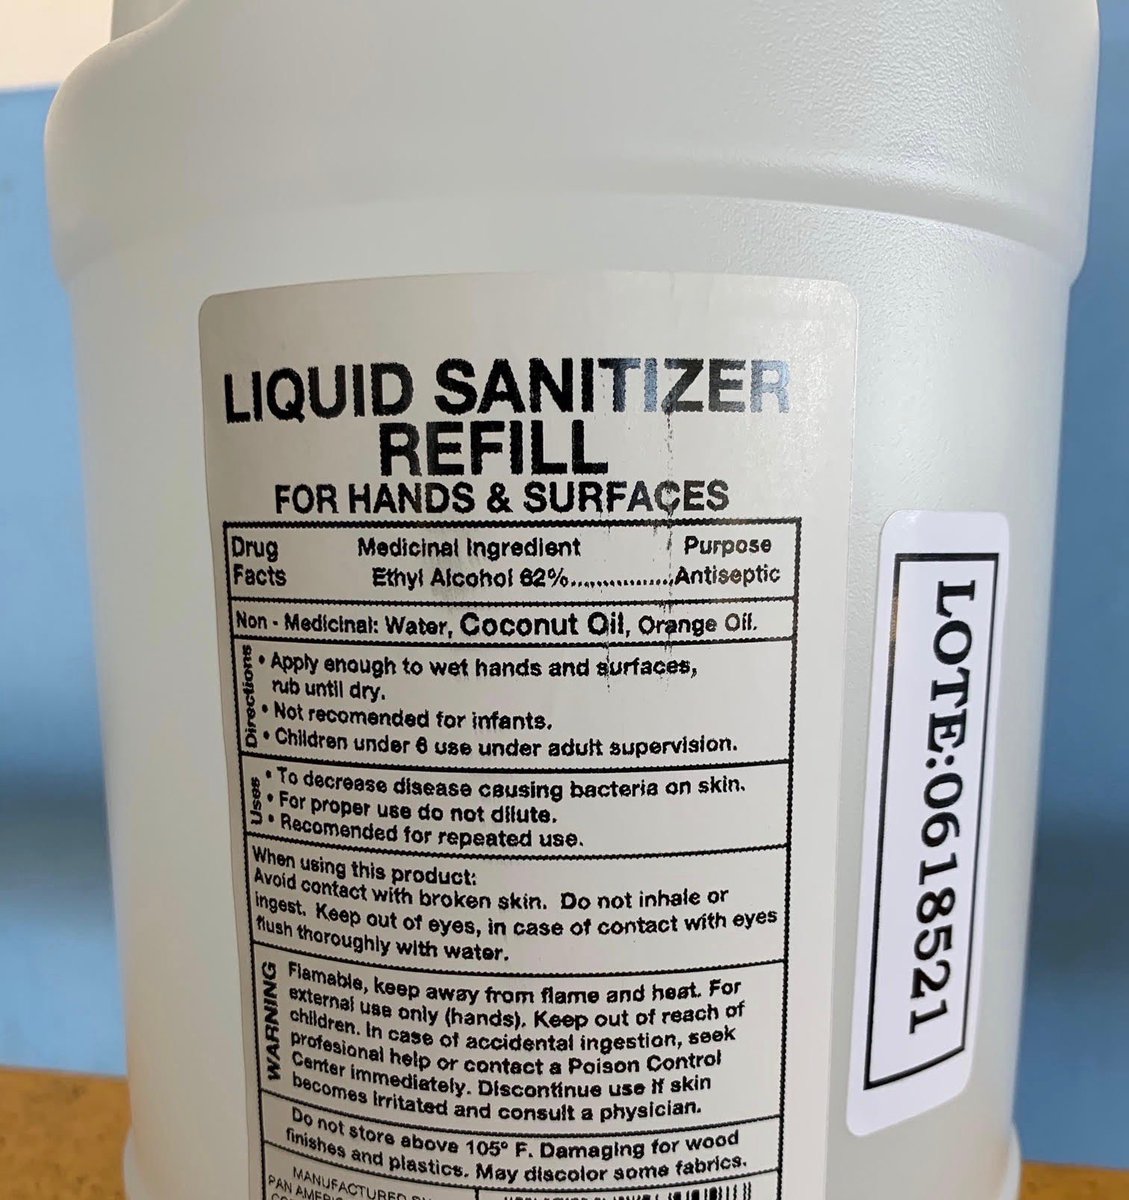 LIQUID SANITIZER
REFILL
FOR HANDS & SURFACES
Drug Facts
Medicinal Ingredient
Purpose
Ethyl Alcohol 62%................Antiseptic
Non - Medicinal: Water, Coconut Oil, Orange Oil.
Directions
• Apply enough to wet hands and surfaces,
rub until dry.
• Not recomended for infants.
• Children under 6 use under adult supervision.
Uses
• To decrease disease causing bacteria on skin.
• For proper use do not dilute.
• Recomended for repeated use.
When using this product:
Avoid contact with broken skin. Do not inhale or
ingest. Keep out of eyes, in case of contact with eyes
flush thoroughly with water.
WARNING
Flamable, keep away from flame and heat. For
external use only (hands). Keep out of reach of
children. In case of accidental ingestion, seek
profesional help or contact a Poison Control
Center immediately. Discontinue use if skin
becomes irritated and consult a physician.
Do not store above 105° F. Damaging for wood
finishes and plastics. May discolor some fabrics.
MANUFACTURED
PAN
LOTE:0618521